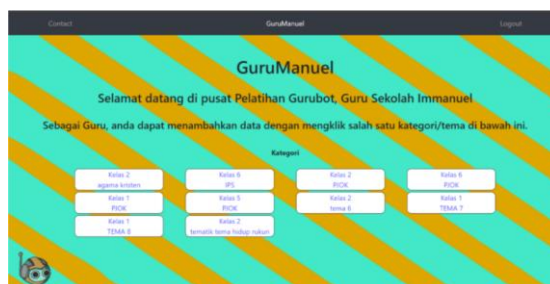 Contact GuruManuel Logout
GuruManuel
Selamat datang di pusat Pelatihan Gurubot, Guru Sekolah Immanuel
Sebagai Guru, anda dapat menambahkan data dengan mengklik salah satu kategori/tema di bawah ini.
Kategori
Kelas 2
agama kristen
Kelas 6
IPS
Kelas 2
PJOK
Kelas 6
PJOK
Kelas 1
PJOK
Kelas 5
PJOK
Kelas 2
tema 6
Kelas 1
TEMA 7
Kelas 1
TEMA 8
Kelas 2
tematik tema hidup rukun